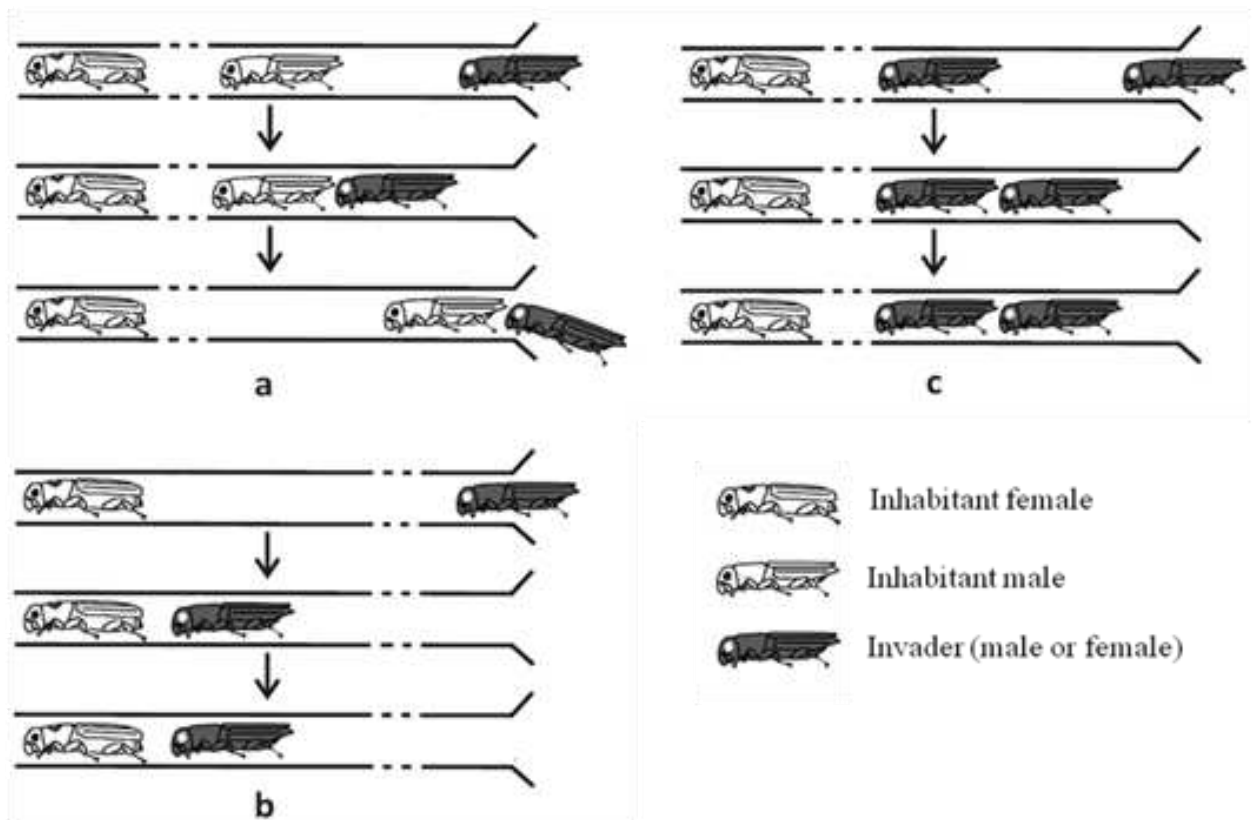 a
c
b
Inhabitant female
Inhabitant male
Invader (male or female)